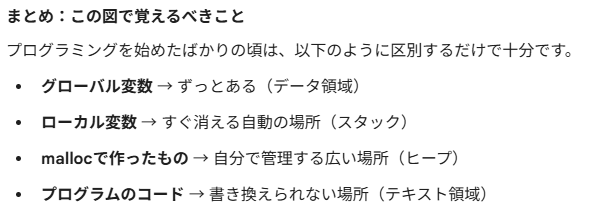 まとめ：この図で覚えるべきこと
プログラミングを始めたばかりの頃は、以下のように区別するだけで十分です。
• グローバル変数 → ずっとある（データ領域）
• ローカル変数 → すぐ消える自動の場所（スタック）
• mallocで作ったもの → 自分で管理する広い場所（ヒープ）
• プログラムのコード → 書き換えられない場所（テキスト領域）